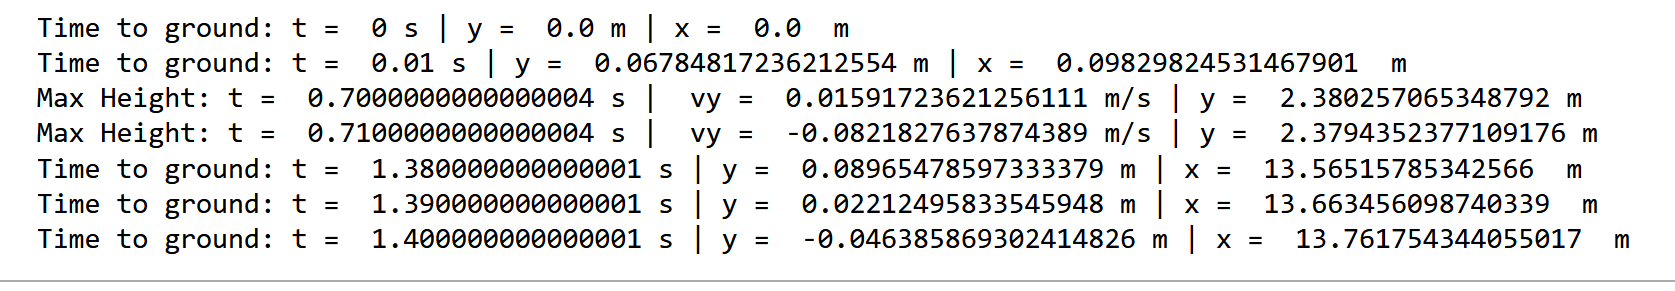 Time to ground: t =  0 s | y =  0.0 m | x =  0.0  m
Time to ground: t =  0.01 s | y =  0.06784817236212554 m | x =  0.09829824531467901  m
Max Height: t =  0.7000000000000004 s |  vy =  0.01591723621256111 m/s | y =  2.380257065348792 m
Max Height: t =  0.7100000000000004 s |  vy =  -0.0821827637874389 m/s | y =  2.3794352377109176 m
Time to ground: t =  1.380000000000001 s | y =  0.08965478597333379 m | x =  13.56515785342566  m
Time to ground: t =  1.390000000000001 s | y =  0.02212495833545948 m | x =  13.663456098740339  m
Time to ground: t =  1.400000000000001 s | y =  -0.046385869302414826 m | x =  13.761754344055017  m